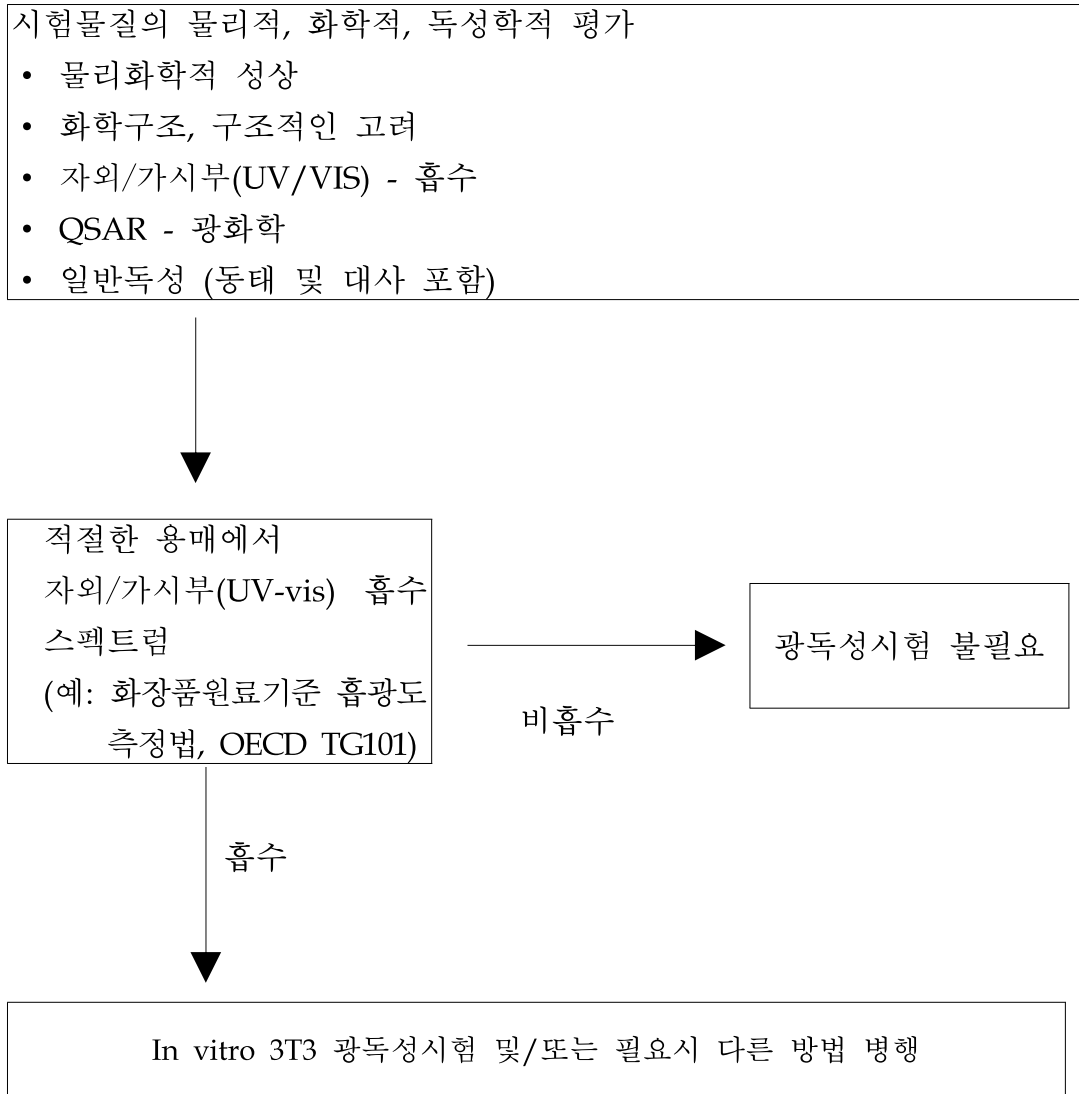 시험물질의 물리적, 화학적, 독성학적 평가
• 물리화학적 성상
• 화학구조, 구조적인 고려
• 자외/가시부(UV/VIS) - 흡수
• QSAR - 광화학
• 일반독성 (동태 및 대사 포함)
적절한 용매에서
자외/가시부(UV-vis) 흡수
스펙트럼
(예: 화장품원료기준 흡광도
측정법, OECD TG101)
비흡수
광독성시험 불필요
흡수
In vitro 3T3 광독성시험 및/또는 필요시 다른 방법 병행